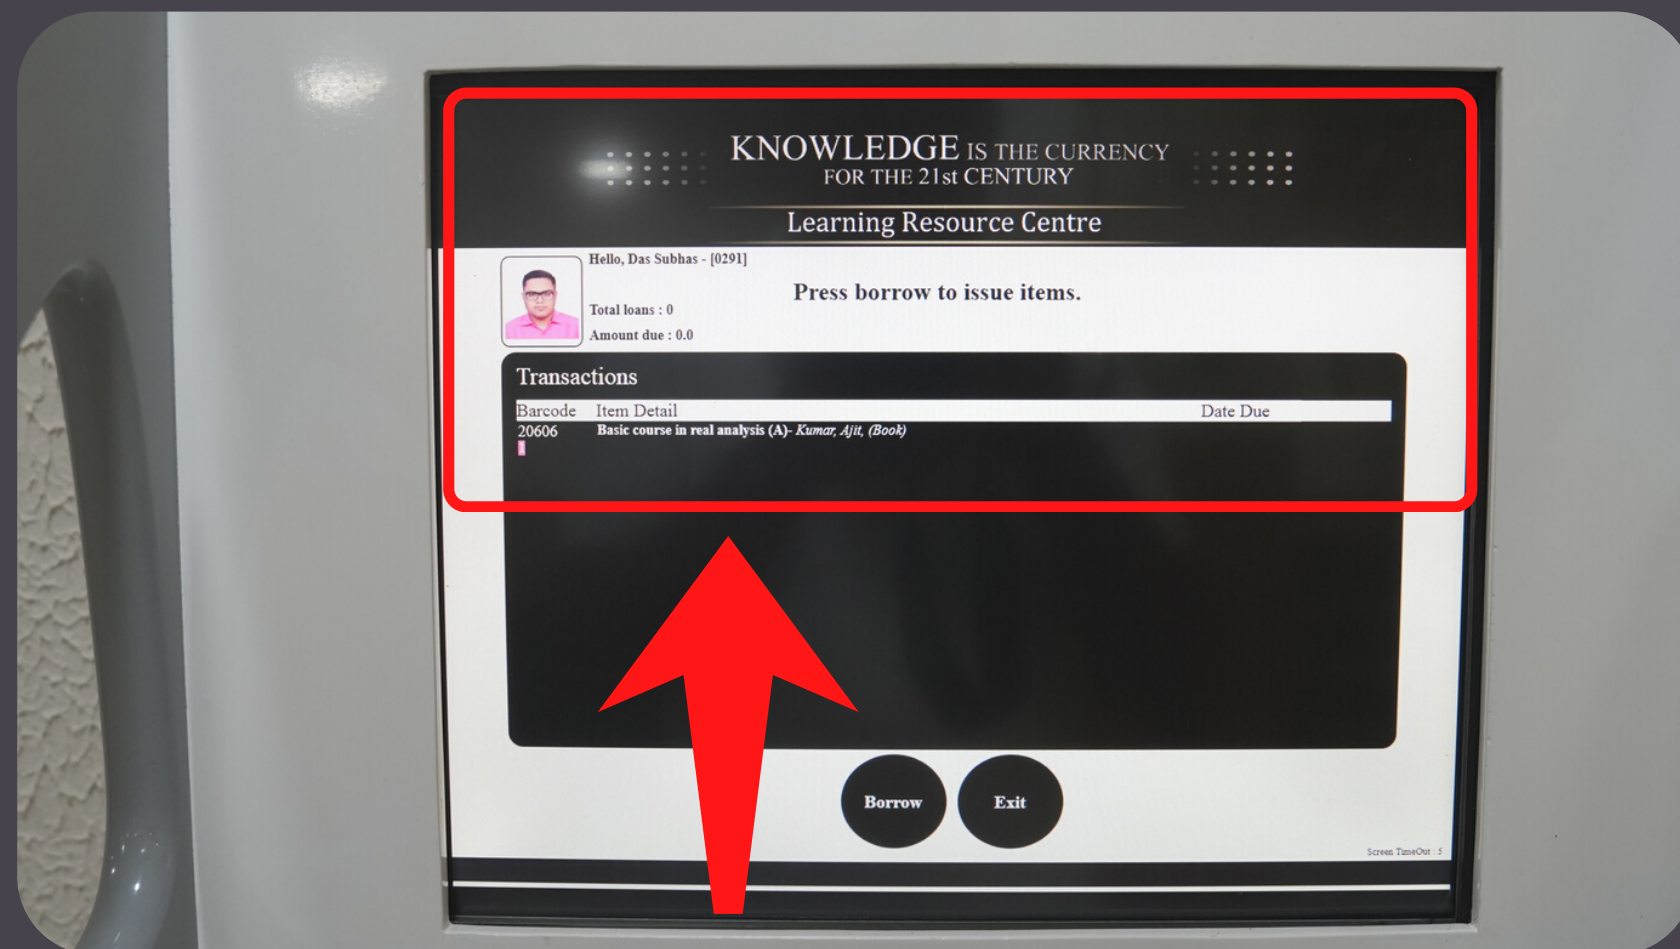 KNOWLEDGE IS THE CURRENCY
FOR THE 21st CENTURY
Learning Resource Centre
Hello, Das Subhas - [0291]
Press borrow to issue items.
Total loans : 0
Amount due : 0.0
Transactions
Barcode Item Detail Date Due
20606 Basic course in real analysis (A)- Kumar, Ajit, (Book)
1
Borrow Exit
Screen TimeOut : 5